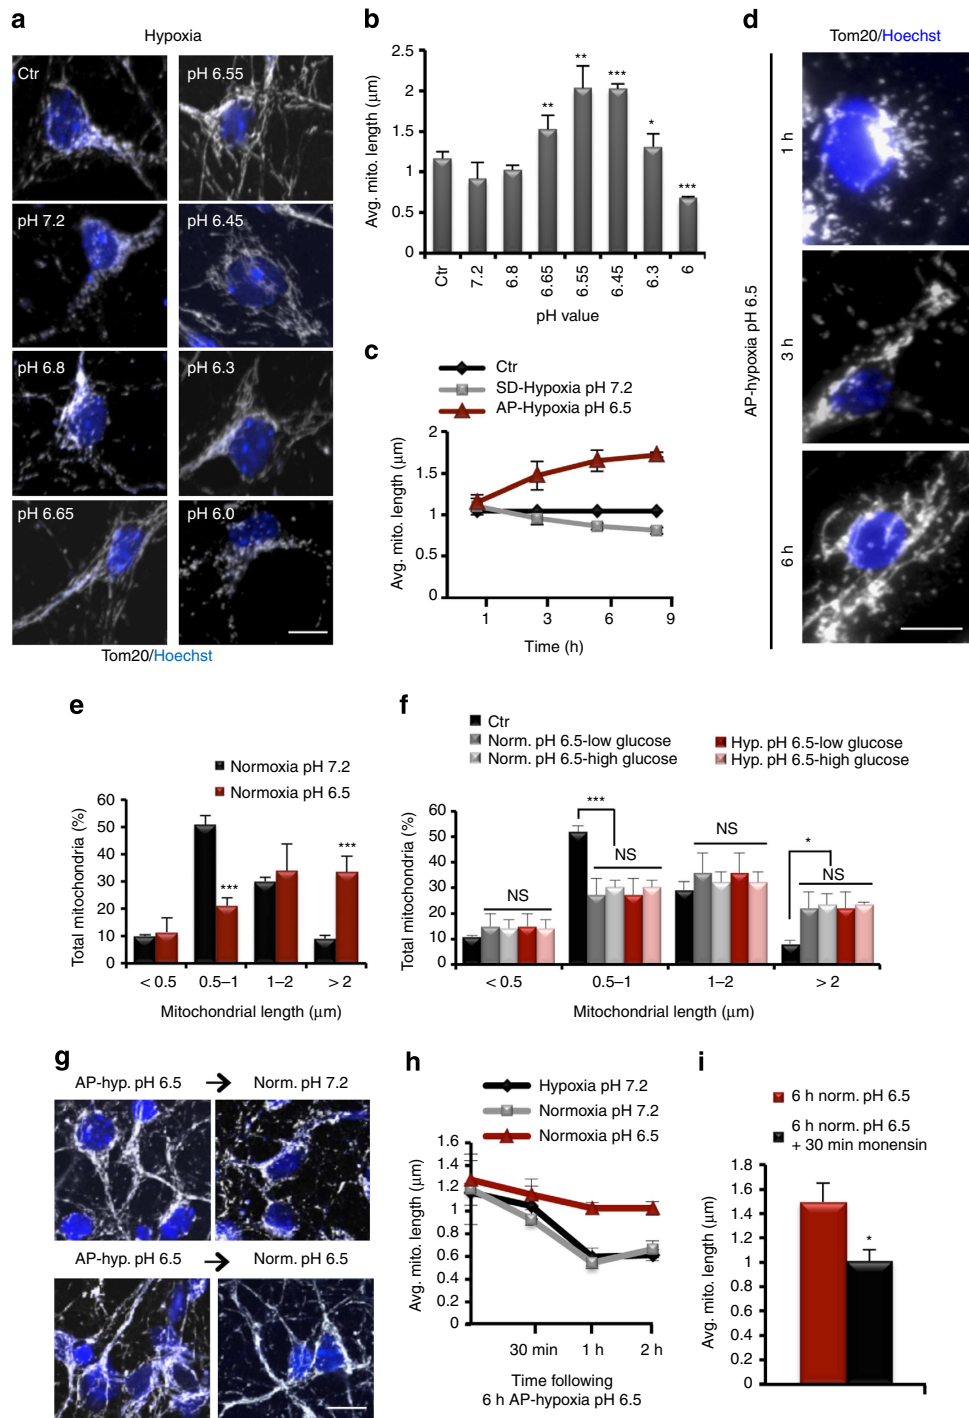 a
Hypoxia
Ctr
pH 6.55
pH 7.2
pH 6.45
pH 6.8
pH 6.3
pH 6.65
pH 6.0
Tom20/Hoechst
b
Avg. mito. length (μm)
2.5
2
1.5
1
0.5
0
**
**
***
*
***
Ctr
7.2
6.8
6.65
6.55
6.45
6.3
6
pH value
c
Ctr
SD-Hypoxia pH 7.2
AP-Hypoxia pH 6.5
Avg. mito. length (μm)
2
1.5
1
0.5
0
1 3 6 9
Time (h)
d
Tom20/Hoechst
AP-hypoxia pH 6.5
1 h
3 h
6 h
e
Normoxia pH 7.2
Normoxia pH 6.5
Total mitochondria (%)
60
50
40
30
20
10
0
***
***
< 0.5 0.5–1 1–2 > 2
Mitochondrial length (μm)
f
Ctr
Norm. pH 6.5-low glucose
Norm. pH 6.5-high glucose
Hyp. pH 6.5-low glucose
Hyp. pH 6.5-high glucose
Total mitochondria (%)
60
50
40
30
20
10
0
NS
***
NS
NS
*
NS
< 0.5 0.5–1 1–2 > 2
Mitochondrial length (μm)
g
AP-hyp. pH 6.5 → Norm. pH 7.2
AP-hyp. pH 6.5 → Norm. pH 6.5
h
Hypoxia pH 7.2
Normoxia pH 7.2
Normoxia pH 6.5
Avg. mito. length (μm)
1.6
1.4
1.2
1
0.8
0.6
0.4
0.2
0
30 min 1 h 2 h
Time following
6 h AP-hypoxia pH 6.5
i
6 h norm. pH 6.5
6 h norm. pH 6.5
+ 30 min monensin
Avg. mito. length (μm)
1.8
1.6
1.4
1.2
1
0.8
0.6
0.4
0.2
0
*